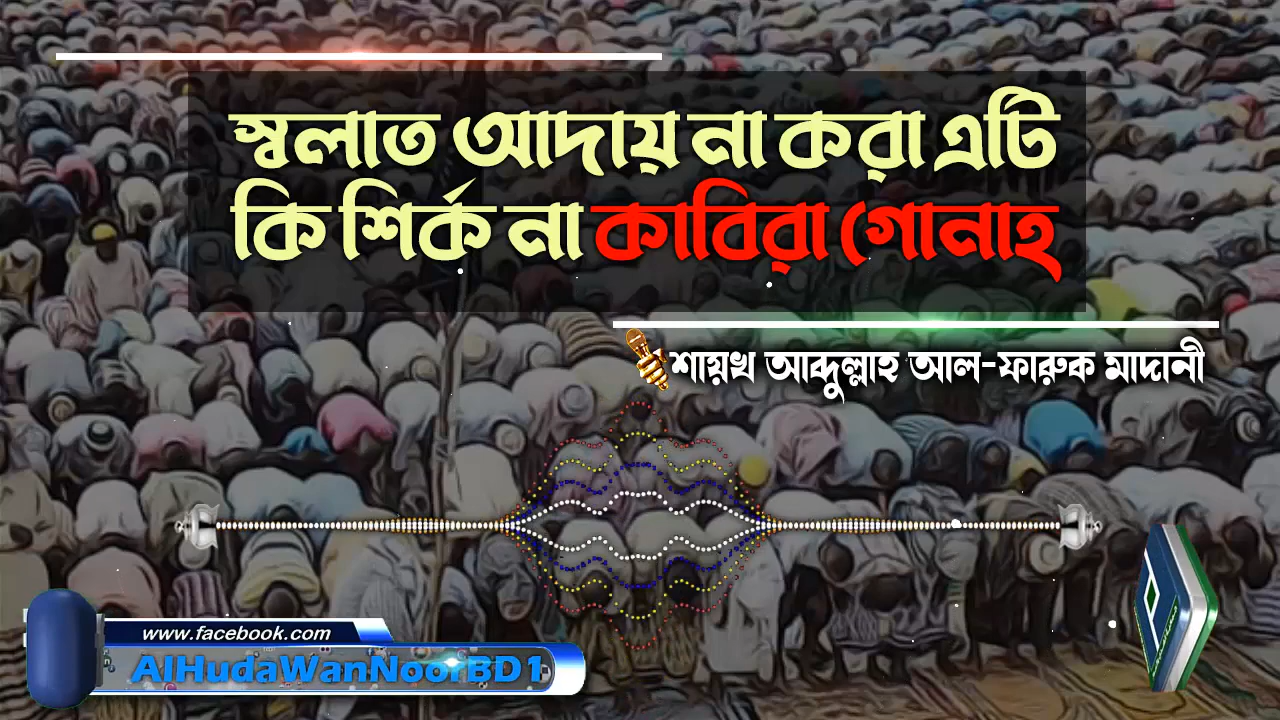 স্বলাত আদায় না করা এটি
কি শির্ক না কাবিরা গোনাহ
শায়খ আব্দুল্লাহ আল-ফারুক মাদানী
www.facebook.com
AlHudaWanNoorBD1